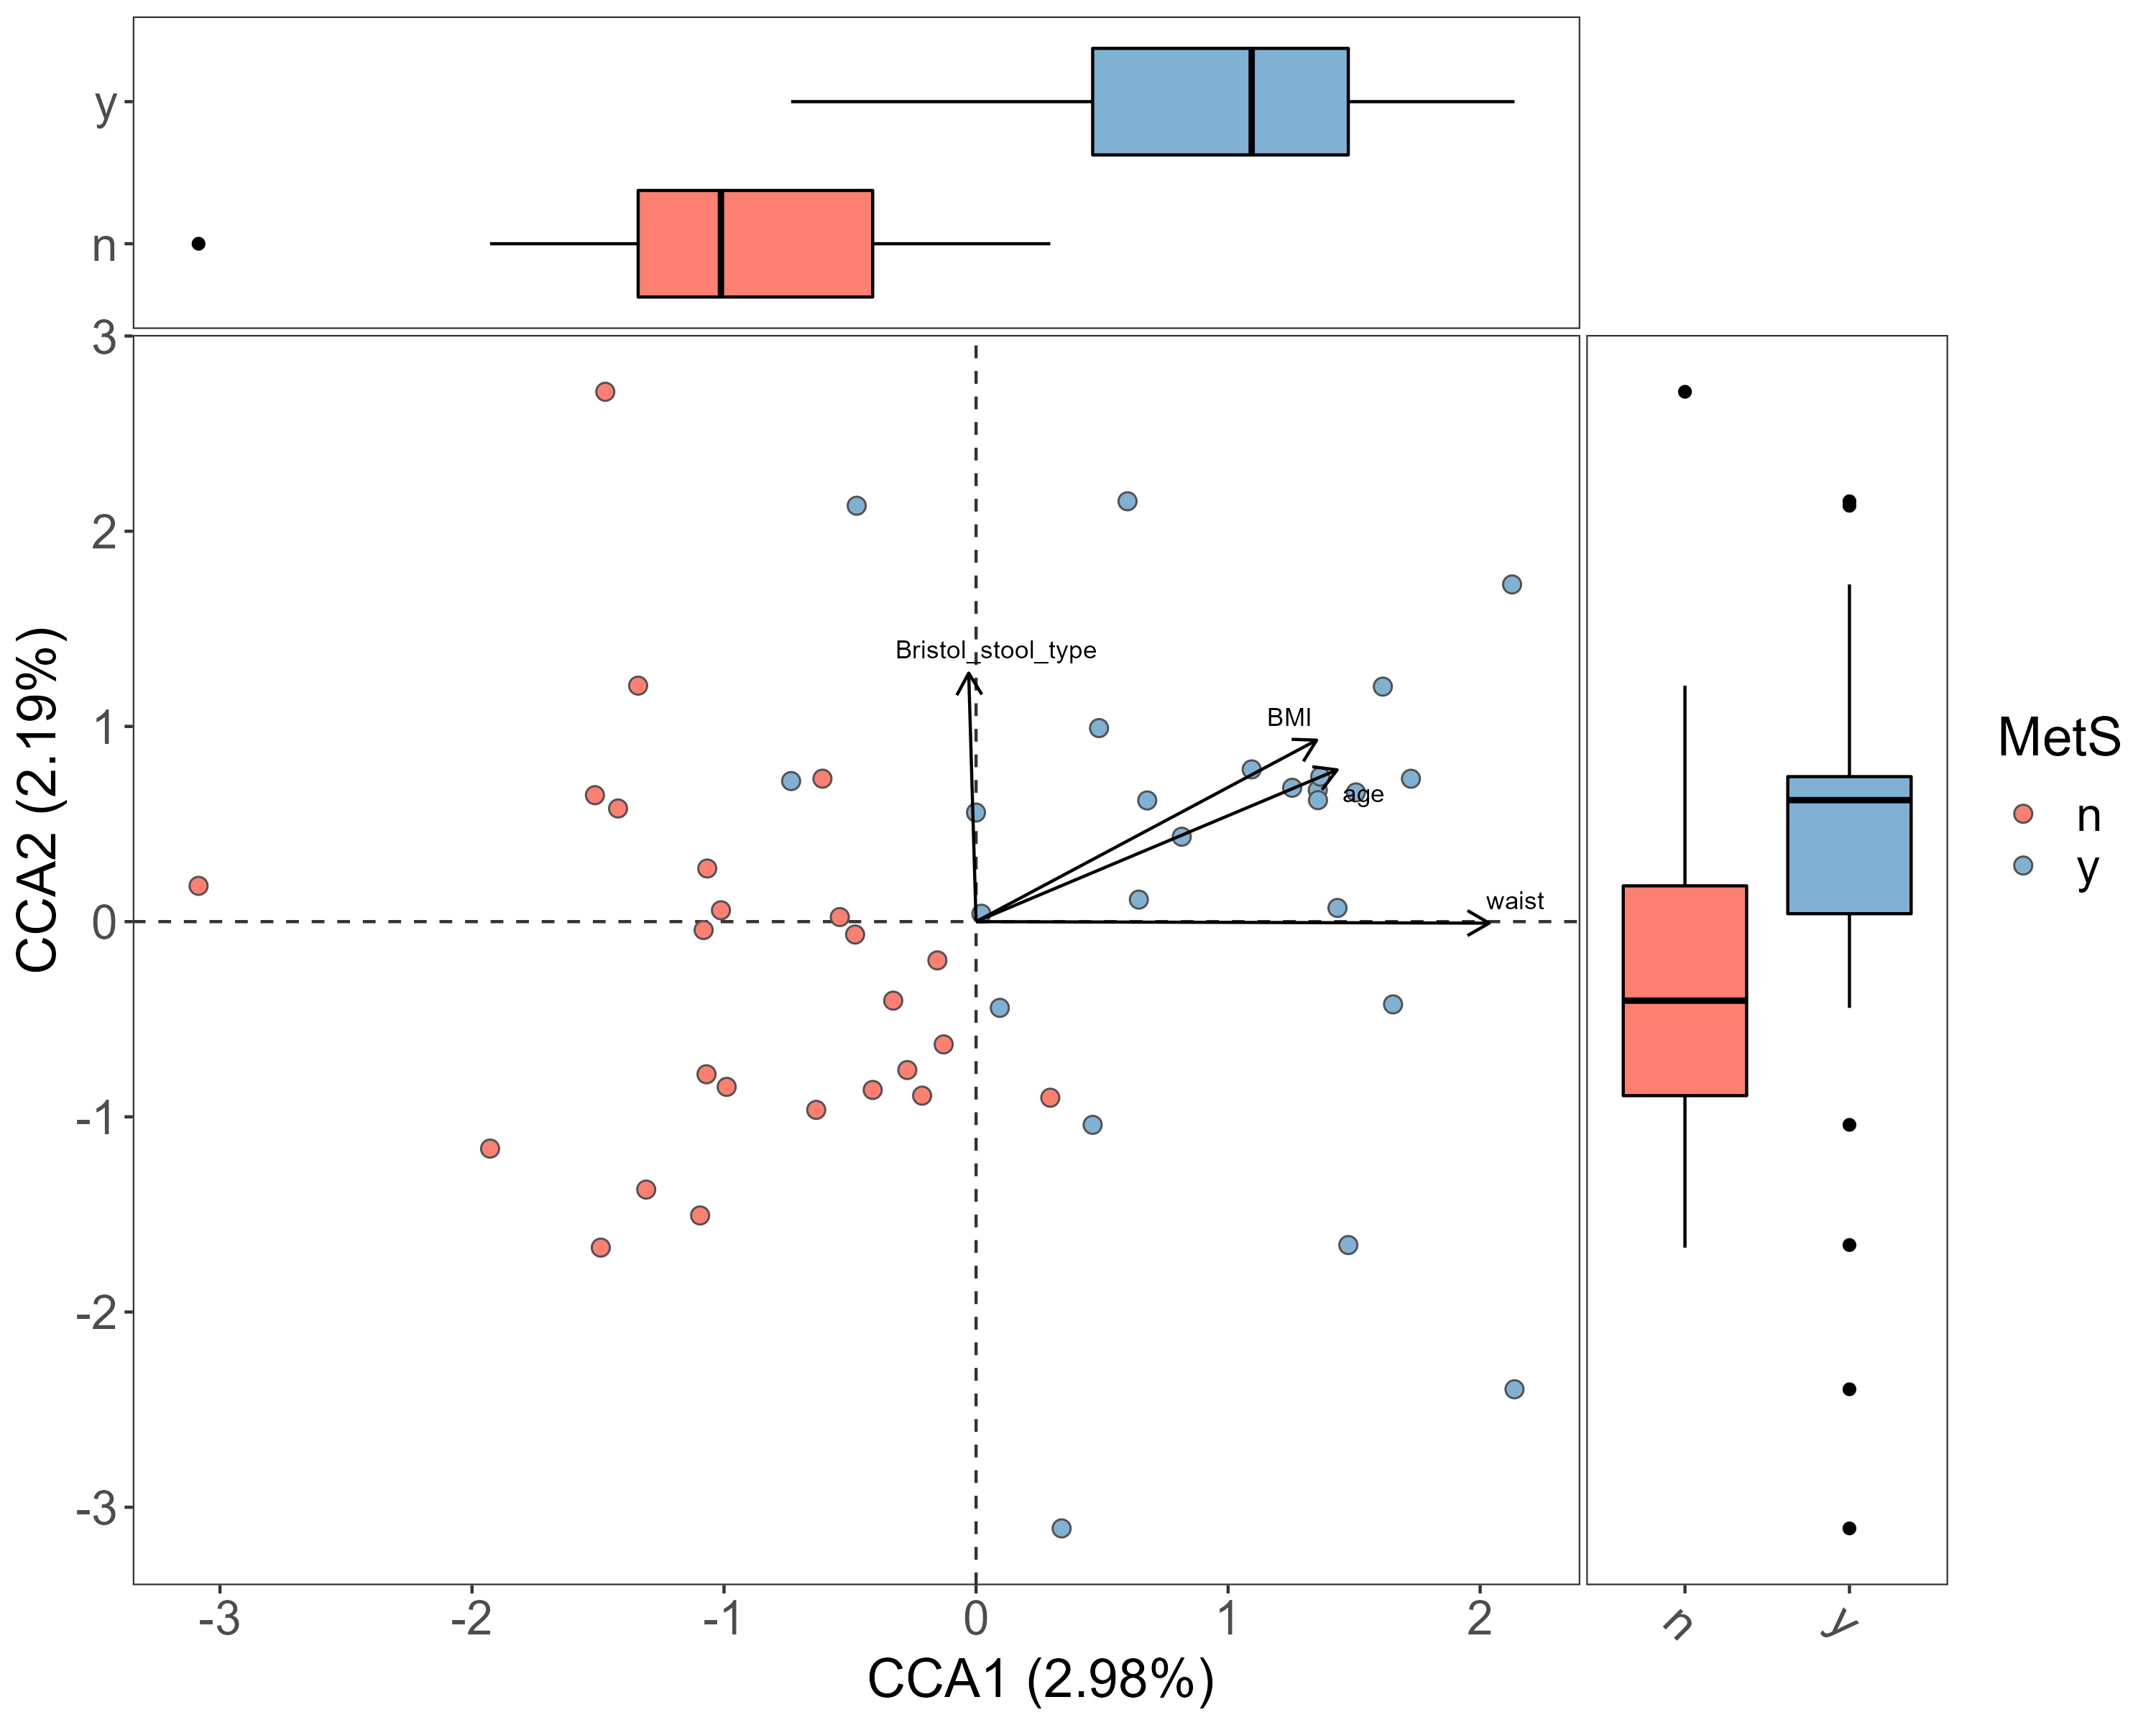 y
n
3
2
1
0
-1
-2
-3
CCA2 (2.19%)
Bristol_stool_type
BMI
age
waist
-3
-2
-1
0
1
2
CCA1 (2.98%)
n
y
MetS
n
y